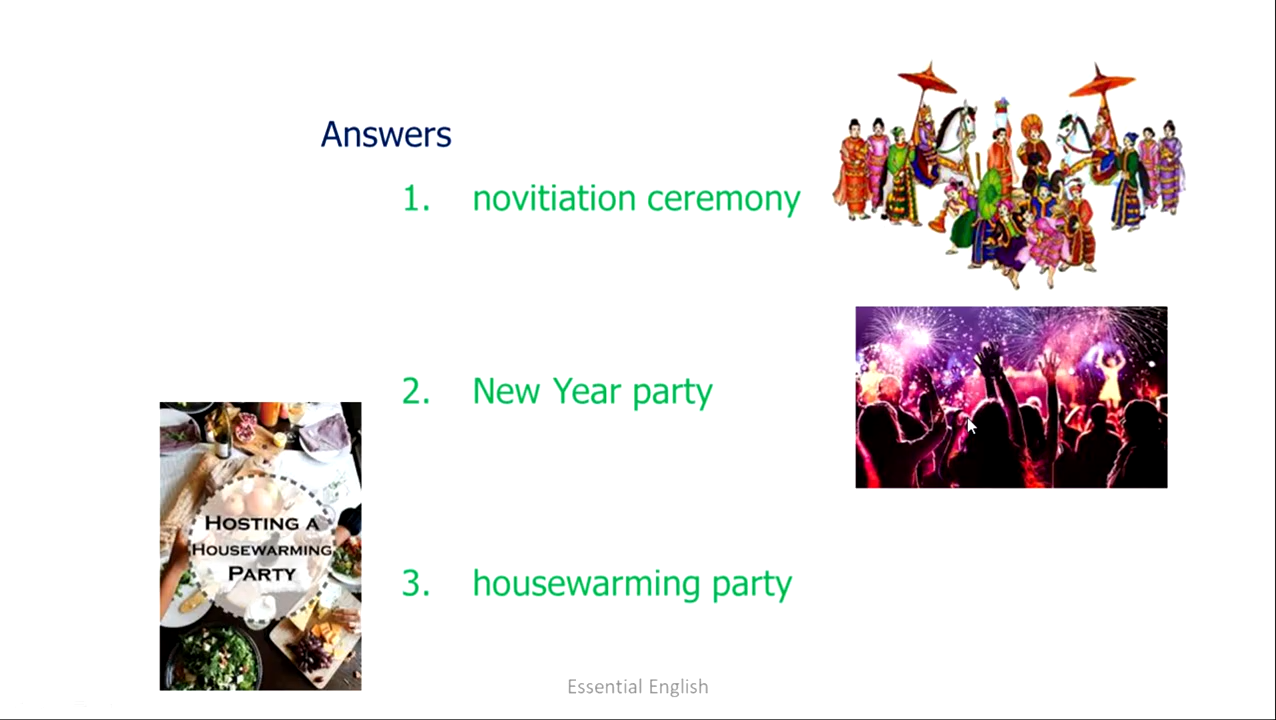 Answers
1. novitiation ceremony
2. New Year party
HOSTING A
HOUSEWARMING
PARTY
3. housewarming party
Essential English